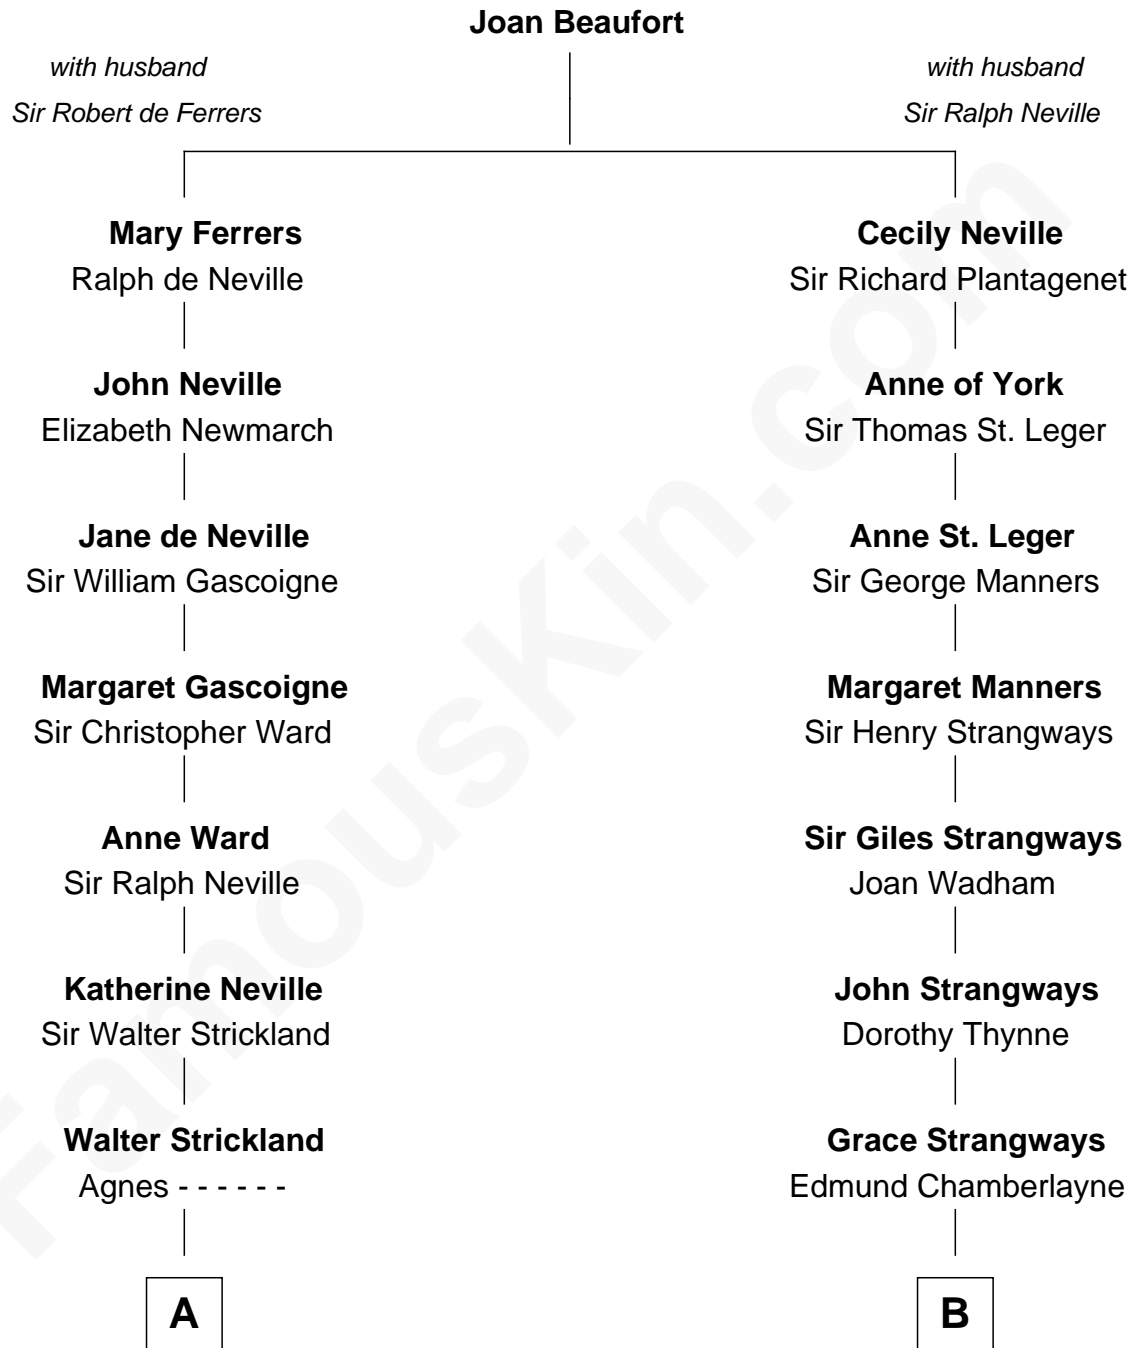 Joan Beaufort
with husband
Sir Robert de Ferrers
with husband
Sir Ralph Neville
Mary Ferrers
Ralph de Neville
Cecily Neville
Sir Richard Plantagenet
John Neville
Elizabeth Newmarch
Anne of York
Sir Thomas St. Leger
Jane de Neville
Sir William Gascoigne
Anne St. Leger
Sir George Manners
Margaret Gascoigne
Sir Christopher Ward
Margaret Manners
Sir Henry Strangways
Anne Ward
Sir Ralph Neville
Sir Giles Strangways
Joan Wadham
Katherine Neville
Sir Walter Strickland
John Strangways
Dorothy Thynne
Walter Strickland
Agnes - - - - - -
Grace Strangways
Edmund Chamberlayne
A
B
FamousKin.com